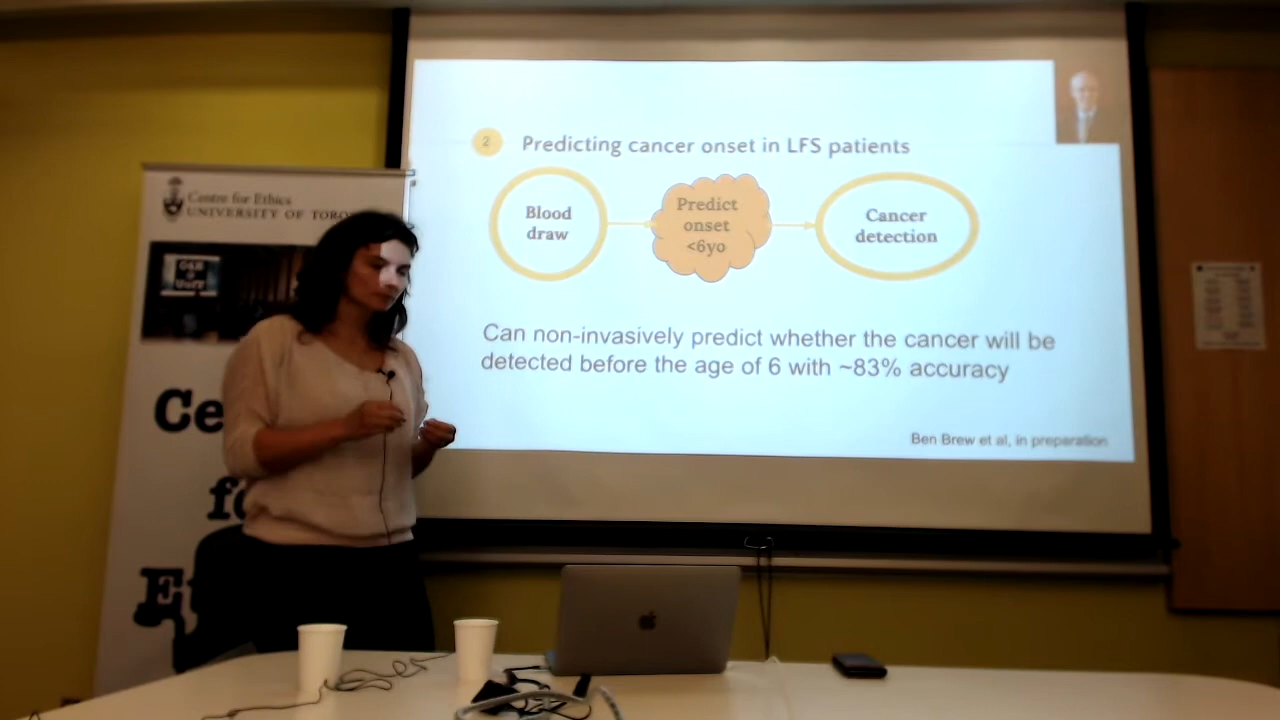 2
Predicting cancer onset in LFS patients
Blood
draw
Predict
onset
<6yo
Cancer
detection
Can non-invasively predict whether the cancer will be
detected before the age of 6 with ~83% accuracy
Ben Brew et al, in preparation
Centre for Ethics
UNIVERSITY OF TORO
Ce
fo
Et